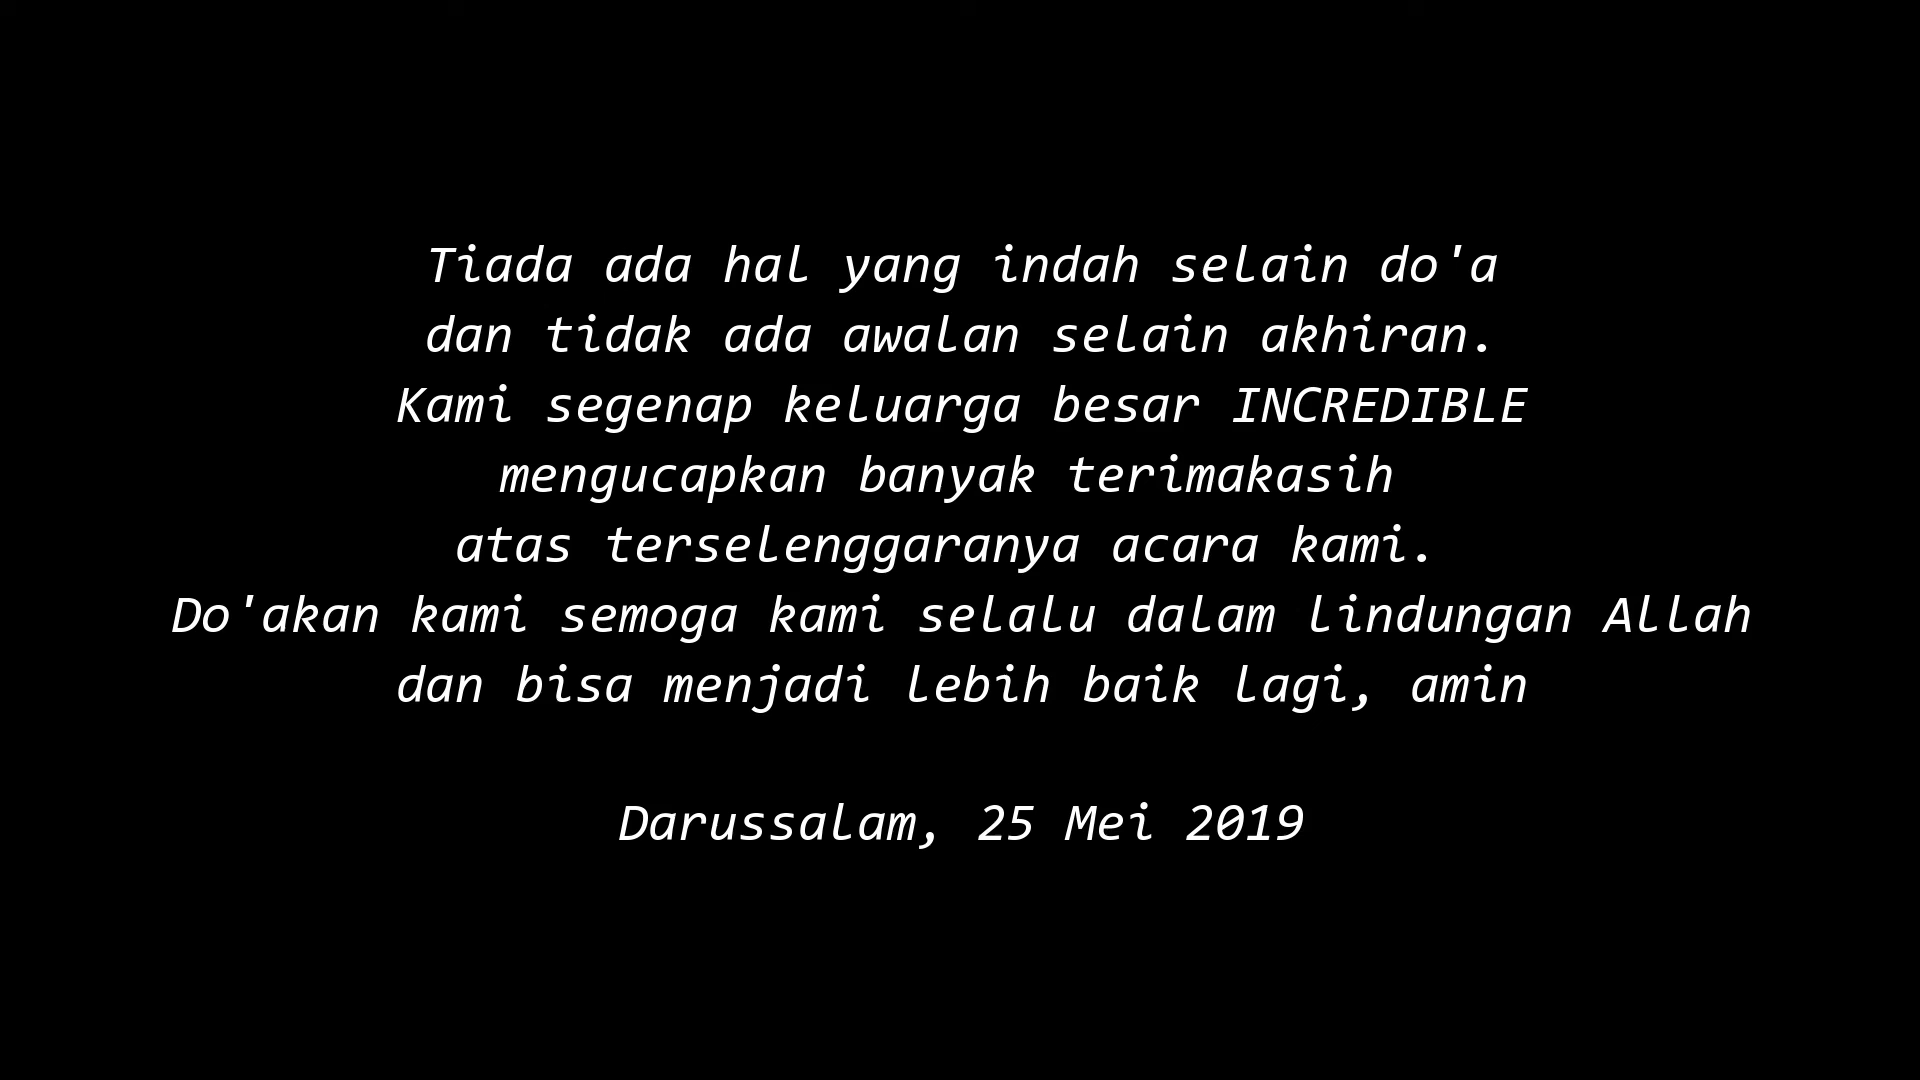 Tiada ada hal yang indah selain do'a
dan tidak ada awalan selain akhiran.
Kami segenap keluarga besar INCREDIBLE
mengucapkan banyak terimakasih
atas terselenggaranya acara kami.
Do'akan kami semoga kami selalu dalam lindungan Allah
dan bisa menjadi lebih baik lagi, amin
Darussalam, 25 Mei 2019